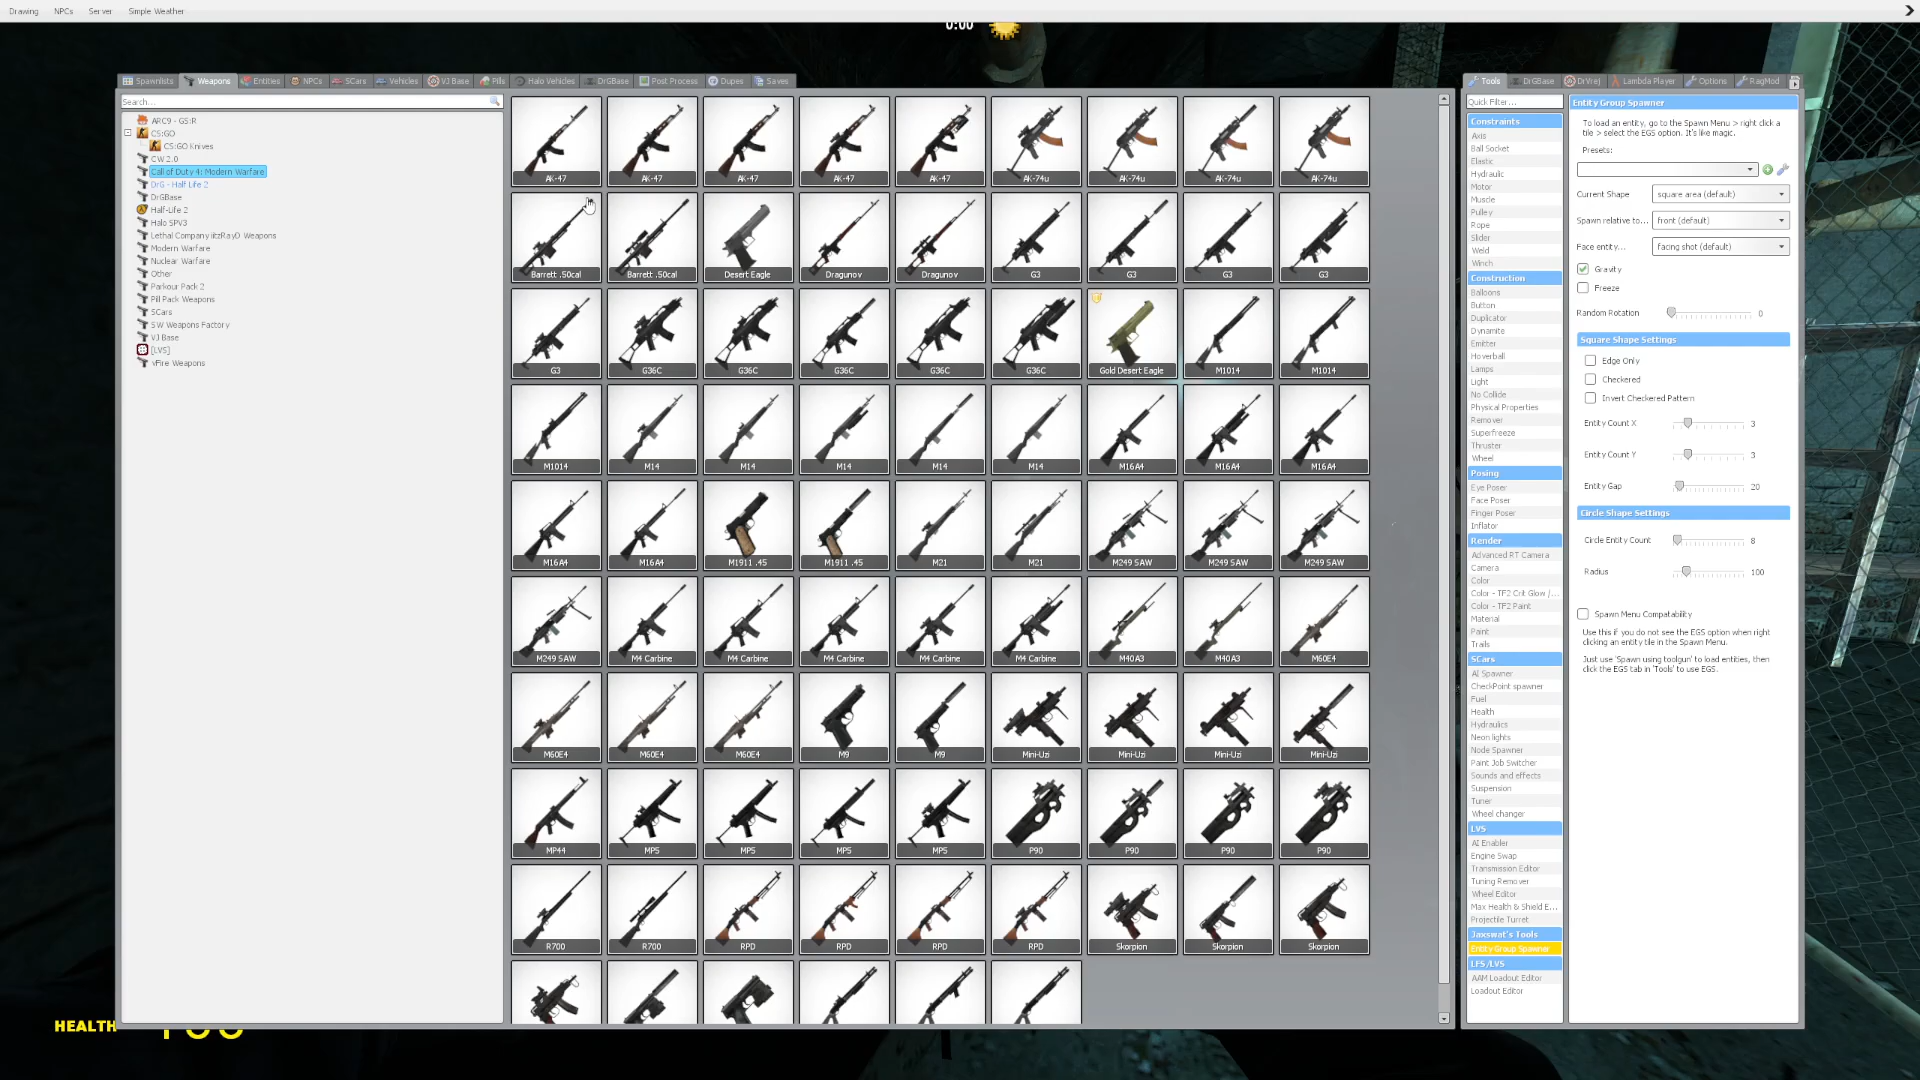 Drawing NPCs Server Simple Weather
0:00
Spawnlists Weapons Entities NPCs SCars Vehicles VJ Base Pills Halo Vehicles DrGBase Post Process Dupes Saves
Search...
ARC9 - GS:R
CS:GO
CS:GO Knives
CW 2.0
Call of Duty 4: Modern Warfare
DrG - Half Life 2
DrGBase
Half-Life 2
Halo SPV3
Lethal Company litzRayD Weapons
Modern Warfare
Nuclear Warfare
Other
Parkour Pack 2
Pill Pack Weapons
SCars
SW Weapons Factory
VJ Base
[LVS]
vFire Weapons
AK-47 AK-47 AK-47 AK-47 AK-47 AK-74u AK-74u AK-74u AK-74u
Barrett .50cal Barrett .50cal Desert Eagle Dragunov Dragunov G3 G3 G3 G3
G3 G36C G36C G36C G36C G36C Gold Desert Eagle M1014 M1014
M1014 M14 M14 M14 M14 M14 M16A4 M16A4 M16A4
M16A4 M16A4 M1911 .45 M1911 .45 M21 M21 M249 SAW M249 SAW M249 SAW
M249 SAW M4 Carbine M4 Carbine M4 Carbine M4 Carbine M4 Carbine M40A3 M40A3 M60E4
M60E4 M60E4 M60E4 M9 M9 Mini-Uzi Mini-Uzi Mini-Uzi Mini-Uzi
MP44 MP5 MP5 MP5 MP5 P90 P90 P90 P90
R700 R700 RPD RPD RPD RPD Skorpion Skorpion Skorpion
HEALTH
Tools DrGBase DrVrej Lambda Player Options RagMod
Quick Filter...
Constraints
Axis
Ball Socket
Elastic
Hydraulic
Motor
Muscle
Pulley
Rope
Slider
Weld
Winch
Construction
Balloons
Button
Duplicator
Dynamite
Emitter
Hoverball
Lamps
Light
No Collide
Physical Properties
Remover
Superfreeze
Thruster
Wheel
Posing
Eye Poser
Face Poser
Finger Poser
Inflator
Render
Advanced RT Camera
Camera
Color
Color - TF2 Crit Glow /...
Color - TF2 Paint
Material
Paint
Trails
SCars
AI Spawner
CheckPoint spawner
Fuel
Health
Hydraulics
Neon lights
Node Spawner
Paint Job Switcher
Sounds and effects
Suspension
Tuner
Wheel changer
LVS
AI Enabler
Engine Swap
Transmission Editor
Tuning Remover
Wheel Editor
Max Health & Shield E...
Projectile Turret
Jaxswat's Tools
Entity Group Spawner
LFS/LVS
AAM Loadout Editor
Loadout Editor
Entity Group Spawner
To load an entity, go to the Spawn Menu > right click a
tile > select the EGS option. It's like magic.
Presets:
Current Shape square area (default)
Spawn relative to... front (default)
Face entity... facing shot (default)
Gravity
Freeze
Random Rotation 0
Square Shape Settings
Edge Only
Checkered
Invert Checkered Pattern
Entity Count X 3
Entity Count Y 3
Entity Gap 20
Circle Shape Settings
Circle Entity Count 8
Radius 100
Spawn Menu Compatability
Use this if you do not see the EGS option when right
clicking an entity tile in the Spawn Menu.
Just use 'Spawn using toolgun' to load entities, then
click the EGS tab in 'Tools' to use EGS.